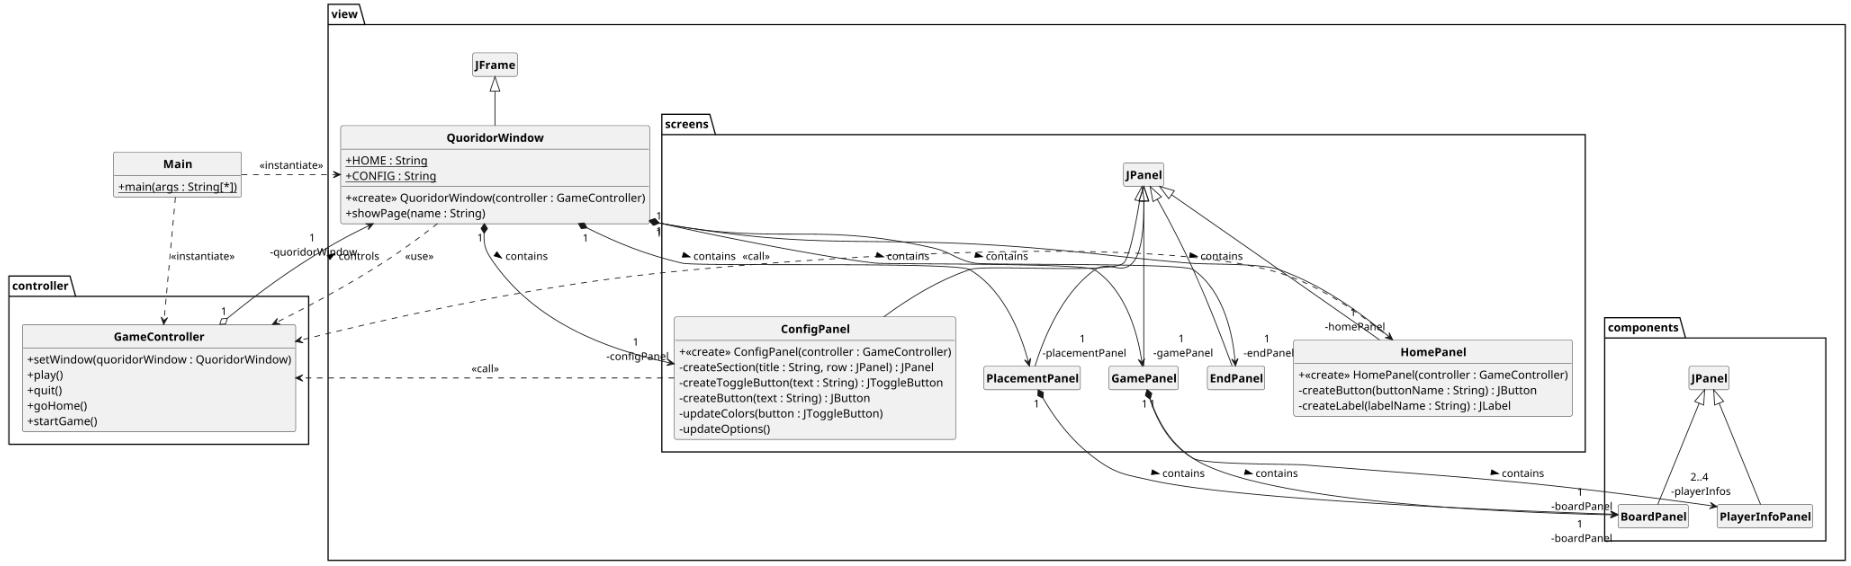 view
JFrame
QuoridorWindow
+HOME : String
+CONFIG : String
+«create» QuoridorWindow(controller : GameController)
+showPage(name : String)
Main
+main(args : String[*])
«instantiate»
«instantiate»
screens
JPanel
1
-quoridorWindow
controls
«use»
1
contains
1
contains
«call»
1
1
contains
contains
contains
controller
1
GameController
+setWindow(quoridorWindow : QuoridorWindow)
+play()
+quit()
+goHome()
+startGame()
«call»
1
-configPanel
ConfigPanel
+«create» ConfigPanel(controller : GameController)
-createSection(title : String, row : JPanel) : JPanel
-createToggleButton(text : String) : JToggleButton
-createButton(text : String) : JButton
-updateColors(button : JToggleButton)
-updateOptions()
1
-placementPanel
PlacementPanel
1
1
-gamePanel
GamePanel
1
1
1
-endPanel
EndPanel
1
-homePanel
HomePanel
+«create» HomePanel(controller : GameController)
-createButton(buttonName : String) : JButton
-createLabel(labelName : String) : JLabel
components
JPanel
contains
contains
contains
2..4
-playerInfos
1
-boardPanel
1
-boardPanel
BoardPanel
PlayerInfoPanel